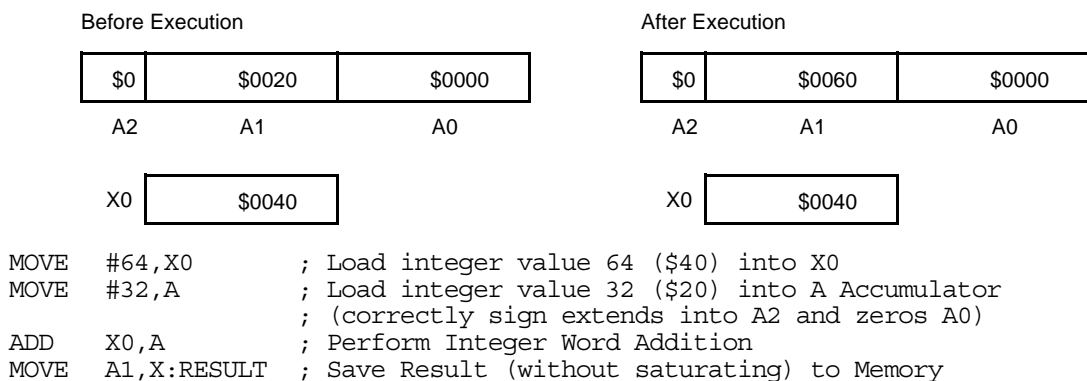 Before Execution After Execution
$0 $0020 $0000 $0 $0060 $0000
A2 A1 A0 A2 A1 A0
X0 $0040 X0 $0040
MOVE #64,X0 ; Load integer value 64 ($40) into X0
MOVE #32,A ; Load integer value 32 ($20) into A Accumulator
; (correctly sign extends into A2 and zeros A0)
ADD X0,A ; Perform Integer Word Addition
MOVE A1,X:RESULT ; Save Result (without saturating) to Memory